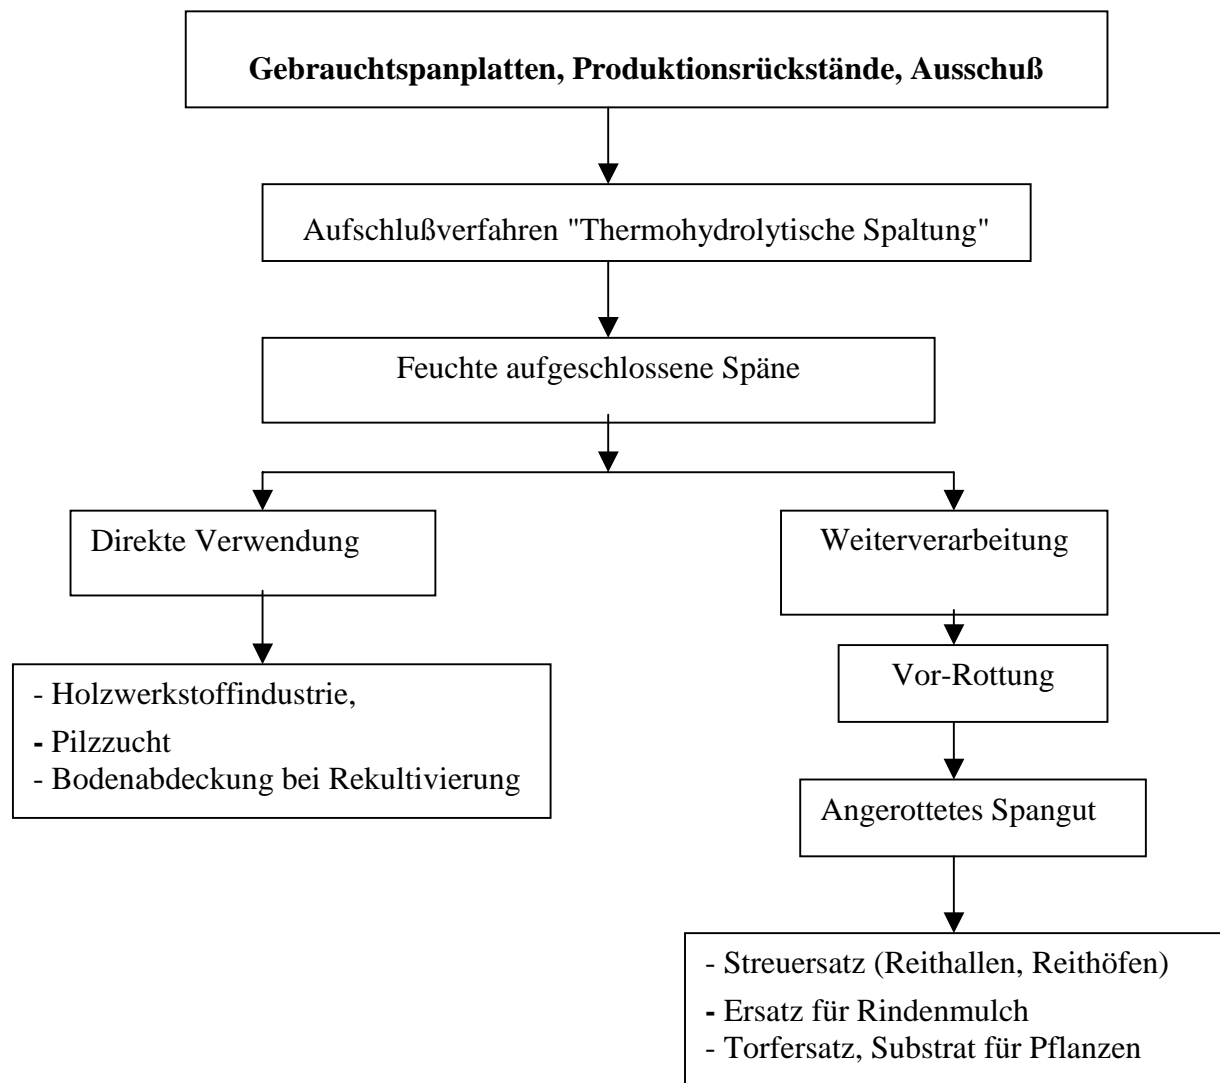 Gebrauchtspanplatten, Produktionsrückstände, Ausschuß
Aufschlußverfahren "Thermohydrolytische Spaltung"
Feuchte aufgeschlossene Späne
Direkte Verwendung
- Holzwerkstoffindustrie,
- Pilzzucht
- Bodenabdeckung bei Rekultivierung
Weiterverarbeitung
Vor-Rottung
Angerottetes Spangut
- Streuersatz (Reithallen, Reithöfen)
- Ersatz für Rindenmulch
- Torfersatz, Substrat für Pflanzen